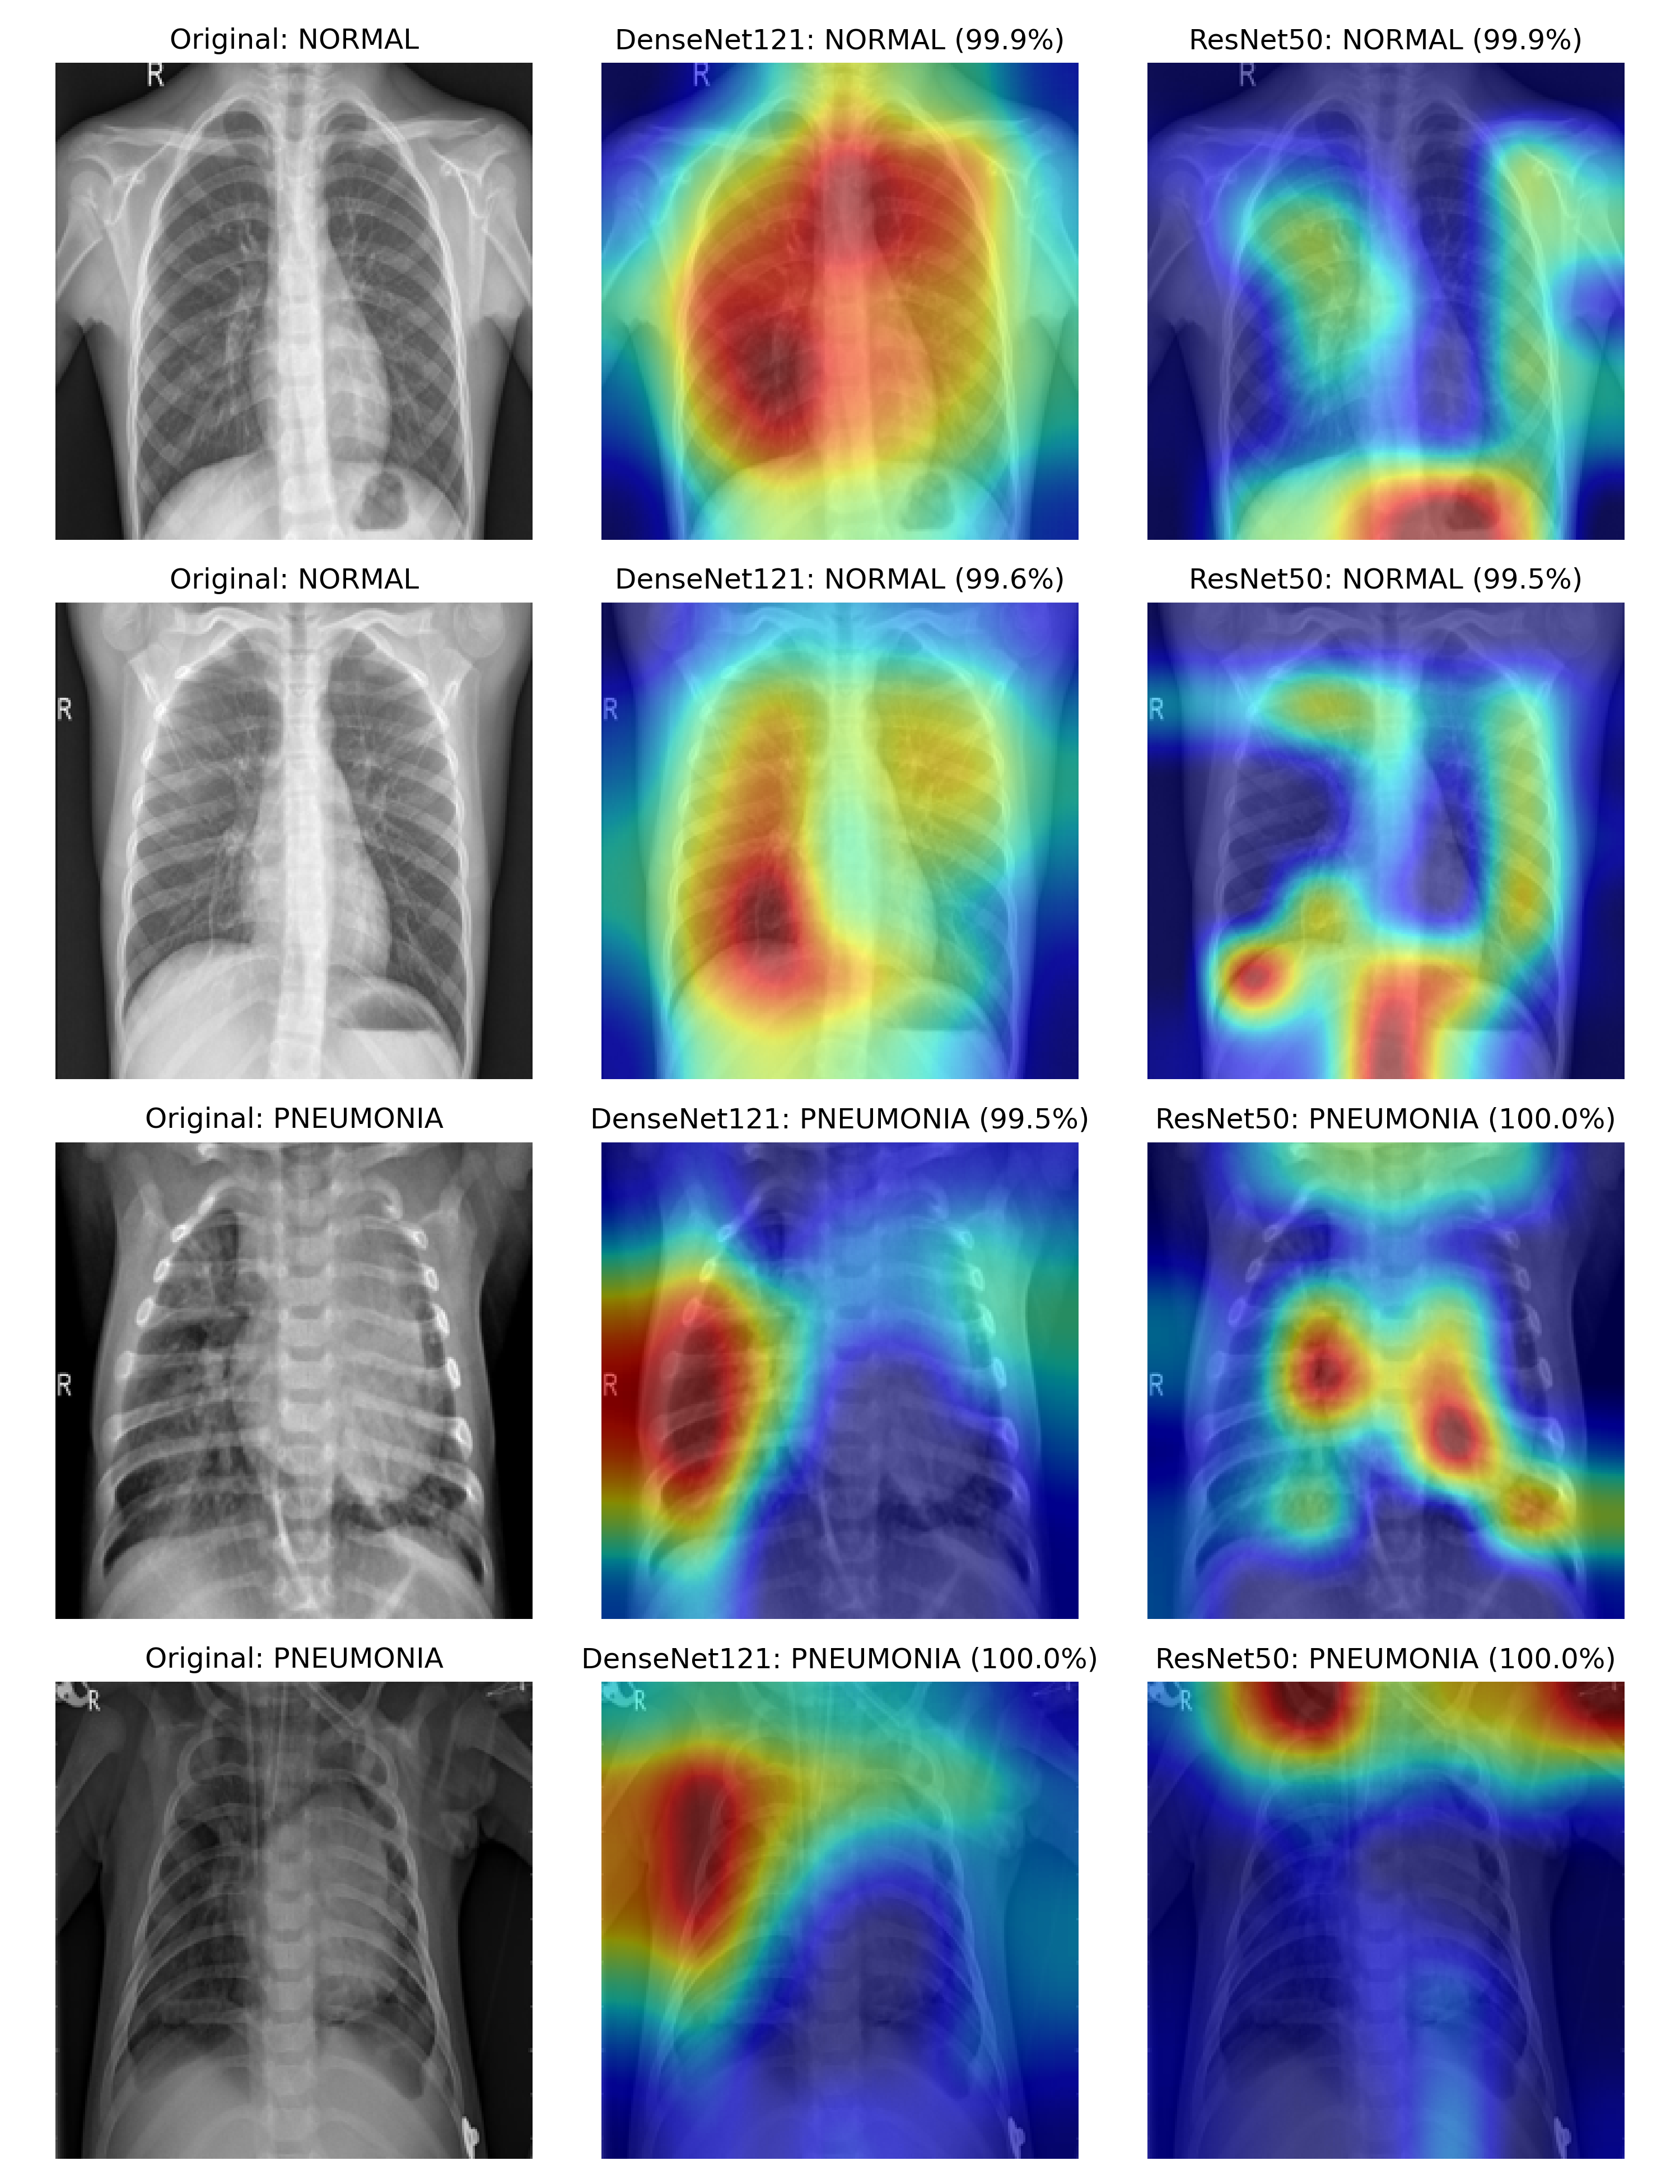 Original: NORMAL
DenseNet121: NORMAL (99.9%)
ResNet50: NORMAL (99.9%)
R
R
R
Original: NORMAL
DenseNet121: NORMAL (99.6%)
ResNet50: NORMAL (99.5%)
R
R
R
Original: PNEUMONIA
DenseNet121: PNEUMONIA (99.5%)
ResNet50: PNEUMONIA (100.0%)
R
R
R
Original: PNEUMONIA
DenseNet121: PNEUMONIA (100.0%)
ResNet50: PNEUMONIA (100.0%)
R
R
R